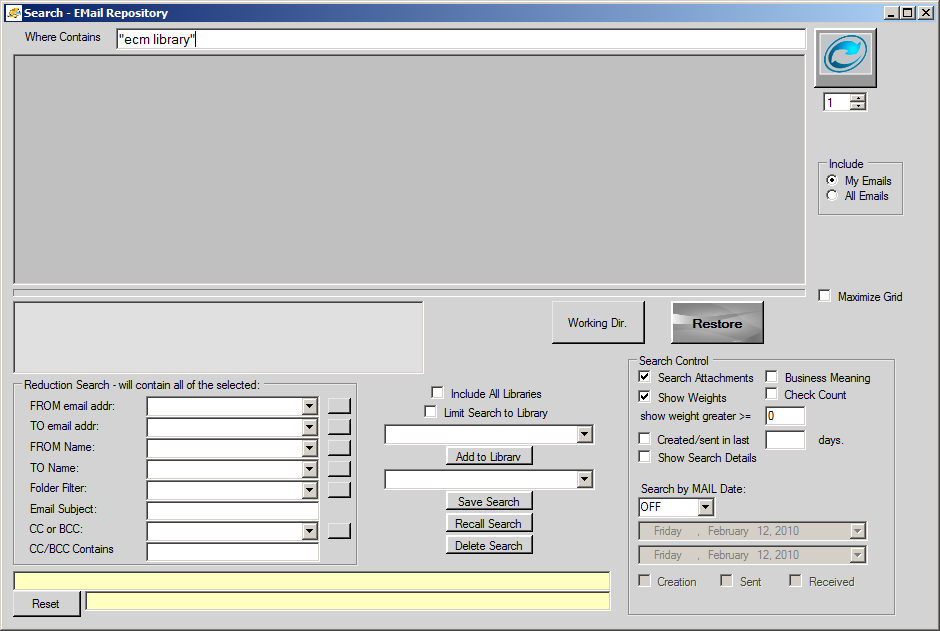 Search - EMail Repository
Where Contains "ecm library"
1
Include
My Emails
All Emails
Maximize Grid
Working Dir.
Restore
Reduction Search - will contain all of the selected:
FROM email addr:
TO email addr:
FROM Name:
TO Name:
Folder Filter:
Email Subject:
CC or BCC:
CC/BCC Contains
Include All Libraries
Limit Search to Library
Add to Library
Save Search
Recall Search
Delete Search
Search Control
Search Attachments Business Meaning
Show Weights Check Count
show weight greater >= 0
Created/sent in last days.
Show Search Details
Search by MAIL Date:
OFF
Friday , February 12, 2010
Friday , February 12, 2010
Creation Sent Received
Reset